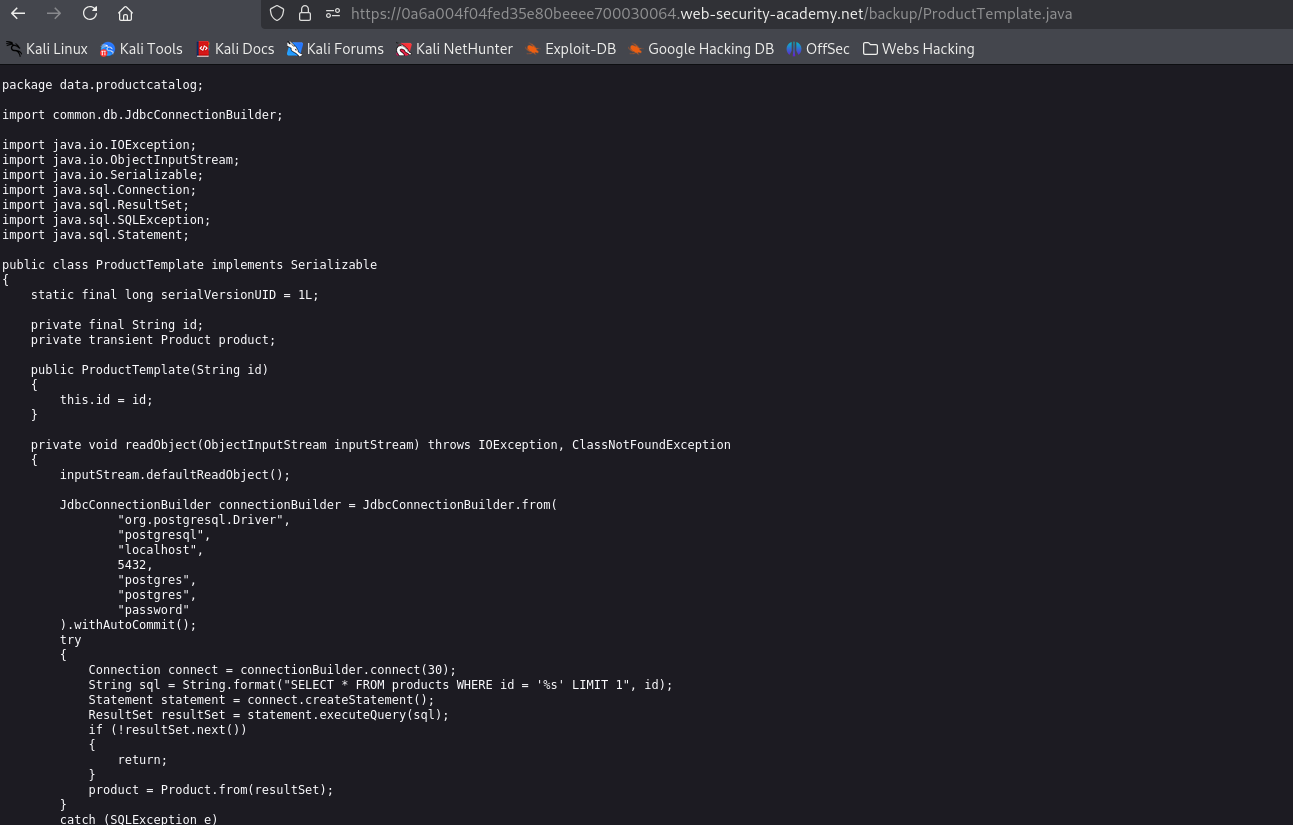 https://0a6a004f04fed35e80beeee700030064.web-security-academy.net/backup/ProductTemplate.java
Kali Linux Kali Tools Kali Docs Kali Forums Kali NetHunter Exploit-DB Google Hacking DB OffSec Webs Hacking
package data.productcatalog;
import common.db.JdbcConnectionBuilder;
import java.io.IOException;
import java.io.ObjectInputStream;
import java.io.Serializable;
import java.sql.Connection;
import java.sql.ResultSet;
import java.sql.SQLException;
import java.sql.Statement;
public class ProductTemplate implements Serializable
{
    static final long serialVersionUID = 1L;
    private final String id;
    private transient Product product;
    public ProductTemplate(String id)
    {
        this.id = id;
    }
    private void readObject(ObjectInputStream inputStream) throws IOException, ClassNotFoundException
    {
        inputStream.defaultReadObject();
        JdbcConnectionBuilder connectionBuilder = JdbcConnectionBuilder.from(
                "org.postgresql.Driver",
                "postgresql",
                "localhost",
                5432,
                "postgres",
                "postgres",
                "password"
        ).withAutoCommit();
        try
        {
            Connection connect = connectionBuilder.connect(30);
            String sql = String.format("SELECT * FROM products WHERE id = '%s' LIMIT 1", id);
            Statement statement = connect.createStatement();
            ResultSet resultSet = statement.executeQuery(sql);
            if (!resultSet.next())
            {
                return;
            }
            product = Product.from(resultSet);
        }
        catch (SQLException e)